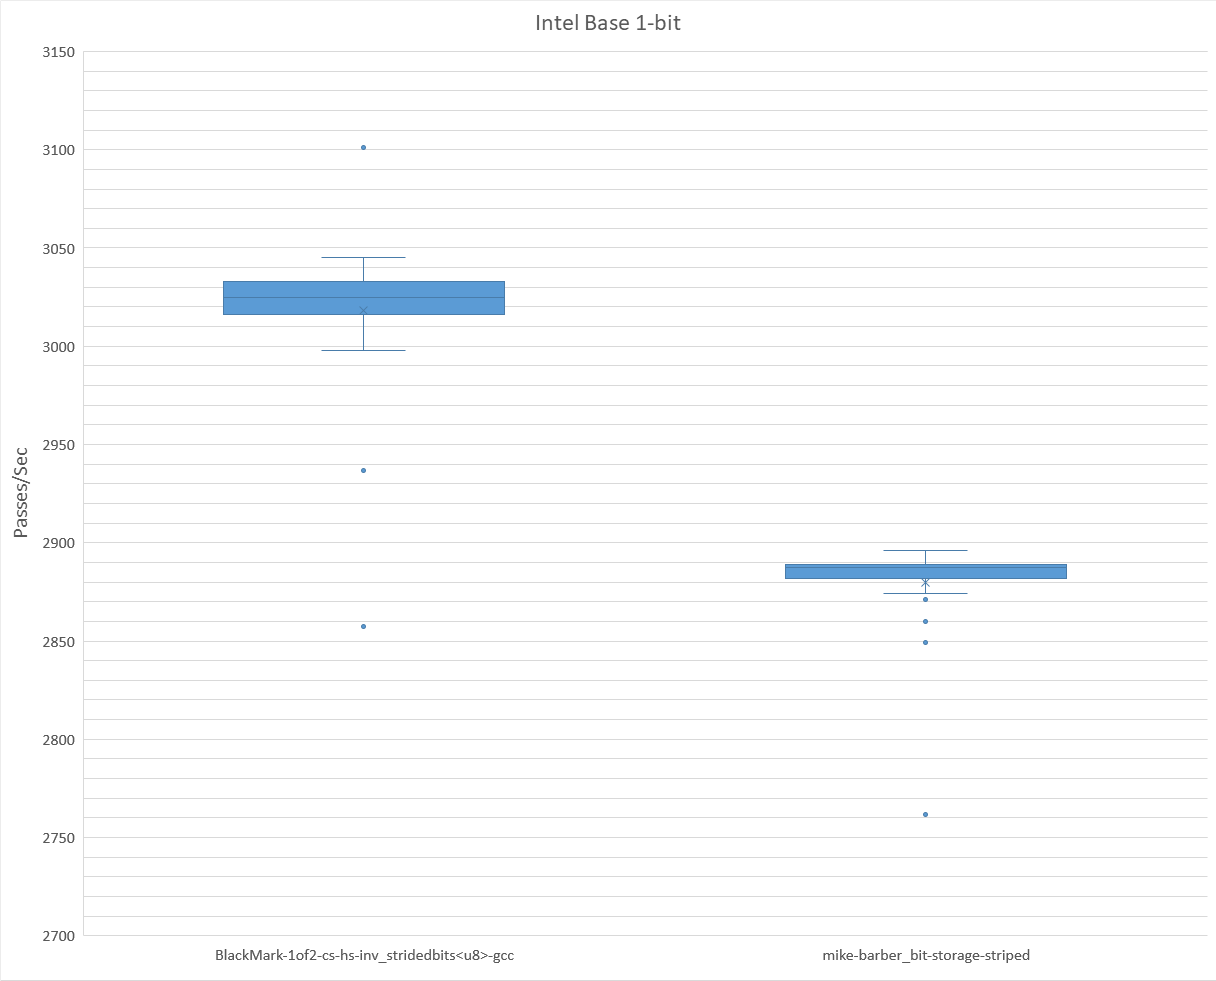 Intel Base 1-bit
3150
3100
3050
3000
2950
2900
2850
2800
2750
2700
Passes/Sec
BlackMark-1of2-cs-hs-inv_stridedbits<u8>-gcc
mike-barber_bit-storage-striped